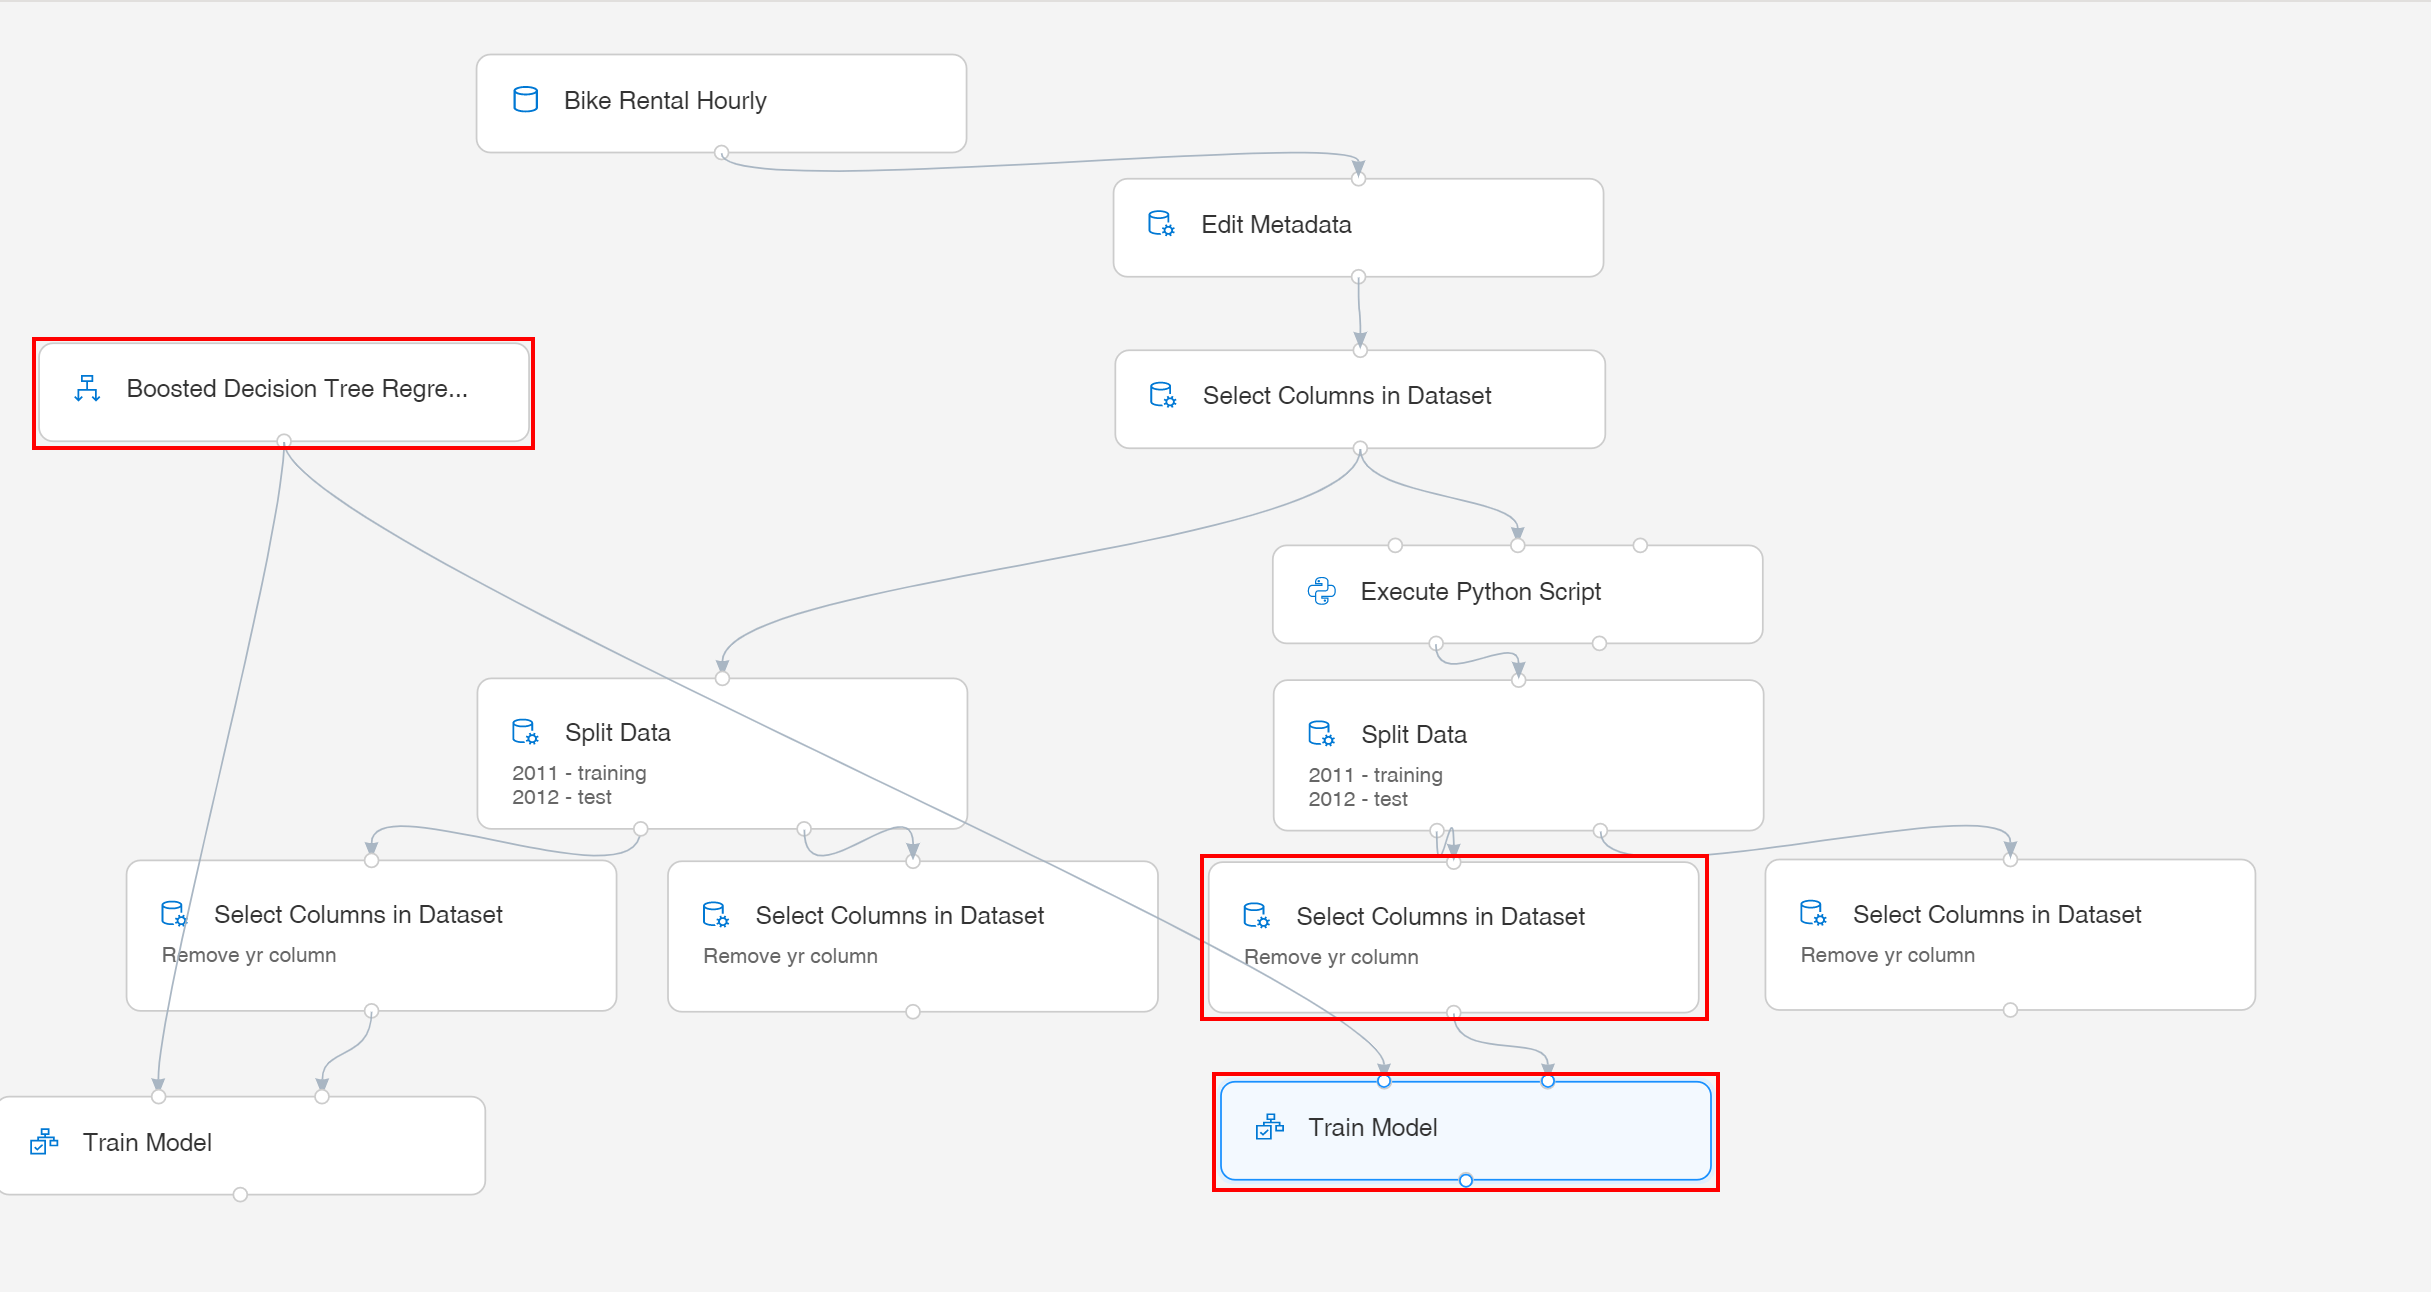 Bike Rental Hourly
Edit Metadata
Boosted Decision Tree Regre...
Select Columns in Dataset
Execute Python Script
Split Data
2011 - training
2012 - test
Split Data
2011 - training
2012 - test
Select Columns in Dataset
Remove yr column
Select Columns in Dataset
Remove yr column
Select Columns in Dataset
Remove yr column
Select Columns in Dataset
Remove yr column
Train Model
Train Model